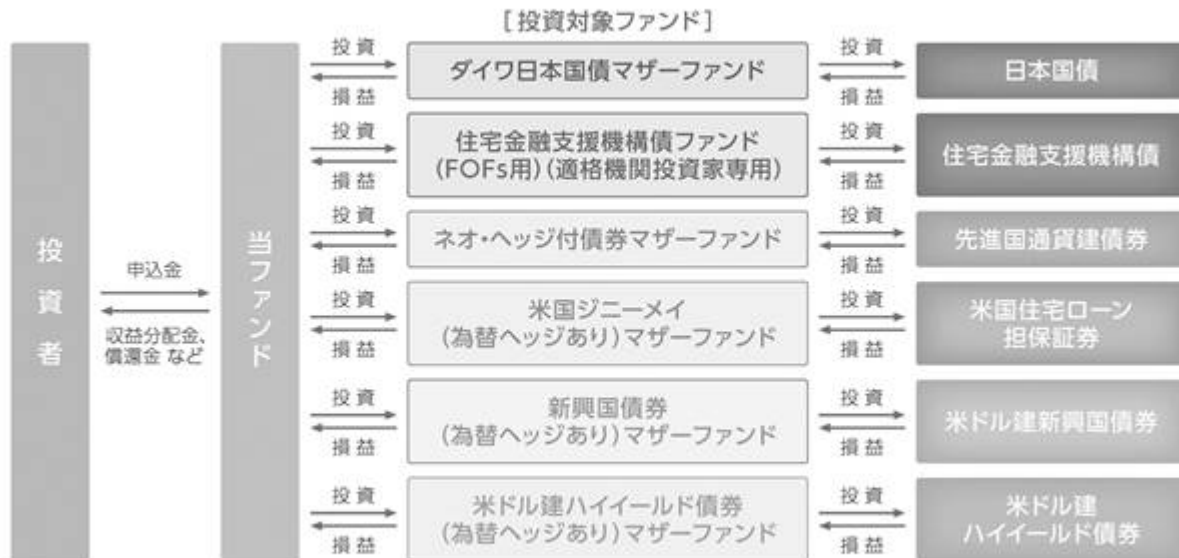 [投資対象ファンド]
投資者
申込金
収益分配金、
償還金 など
当ファンド
投資
損益
ダイワ日本国債マザーファンド
投資
損益
日本国債
投資
損益
住宅金融支援機構債ファンド
(FOFs用)(適格機関投資家専用)
投資
損益
住宅金融支援機構債
投資
損益
ネオ・ヘッジ付債券マザーファンド
投資
損益
先進国通貨建債券
投資
損益
米国ジニーメイ
(為替ヘッジあり)マザーファンド
投資
損益
米国住宅ローン
担保証券
投資
損益
新興国債券
(為替ヘッジあり)マザーファンド
投資
損益
米ドル建新興国債券
投資
損益
米ドル建ハイイールド債券
(為替ヘッジあり)マザーファンド
投資
損益
米ドル建
ハイイールド債券